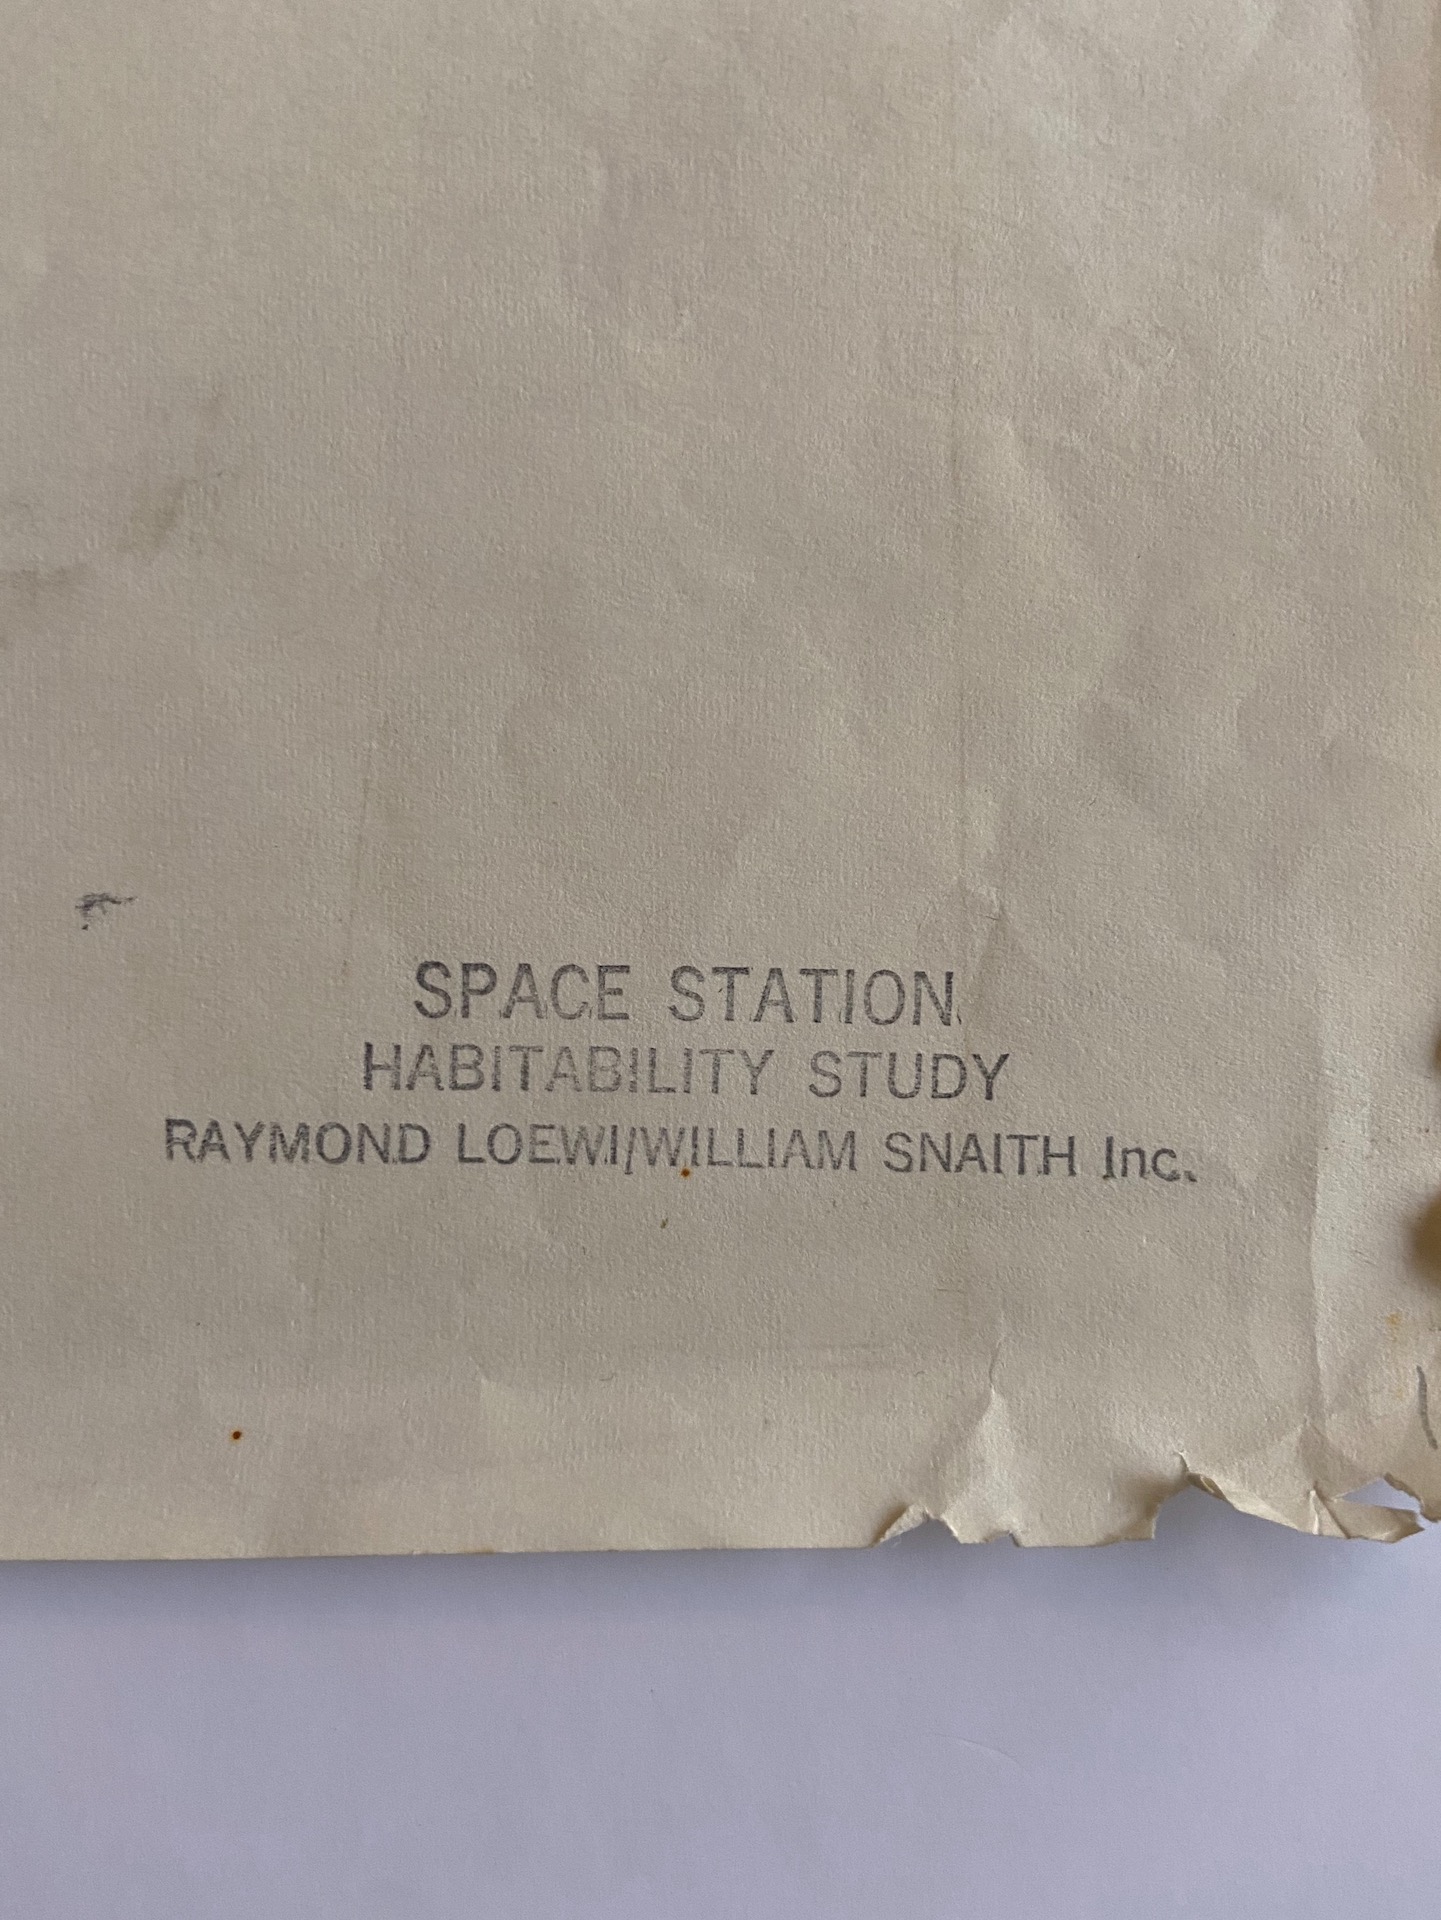 SPACE STATION
HABITABILITY STUDY
RAYMOND LOEWI/WILLIAM SNAITH Inc.